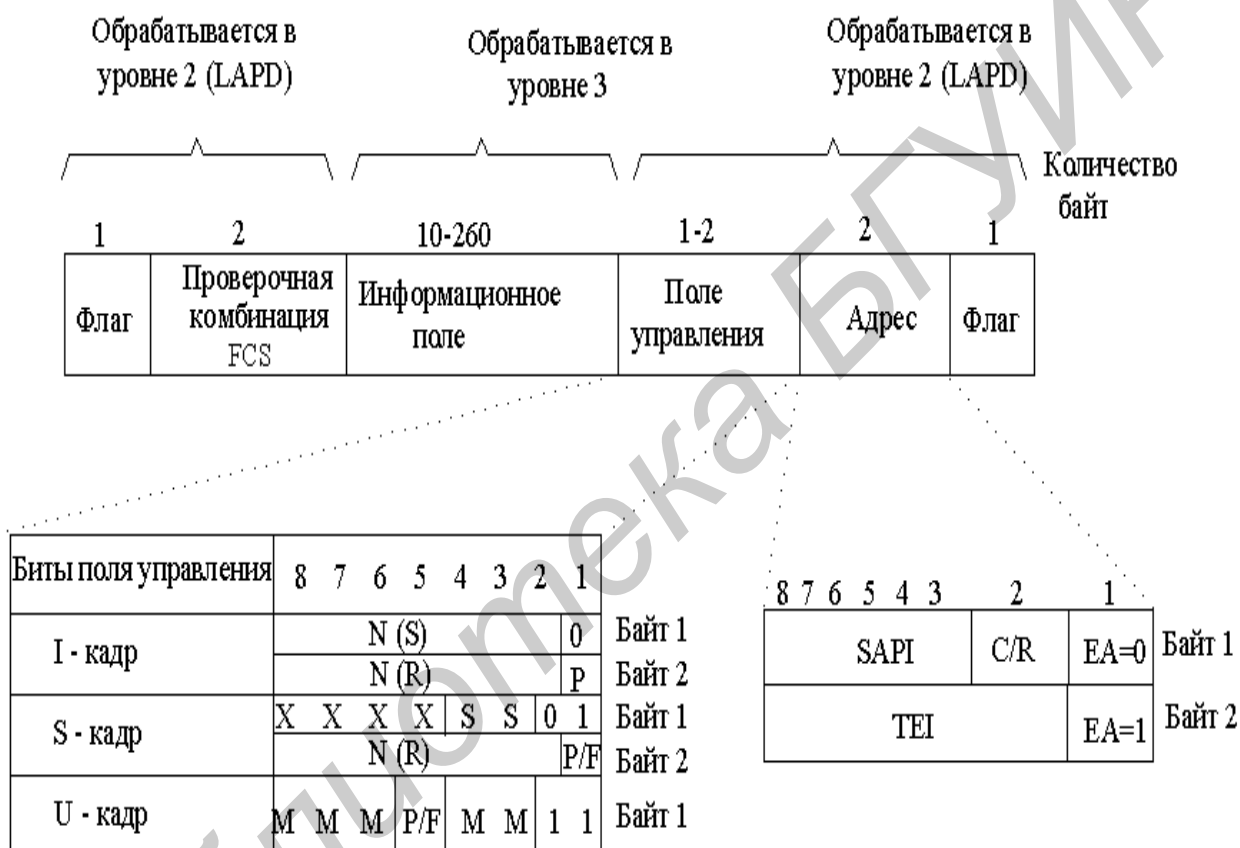 Обрабатывается в
уровне 2 (LAPD)
Обрабатывается в
уровне 3
Обрабатывается в
уровне 2 (LAPD)
Количество
байт
1 2 10-260 1-2 2 1
Флаг
Проверочная
комбинация
FCS
Информационное
поле
Поле
управления
Адрес
Флаг
Биты поля управления 8 7 6 5 4 3 2 1
I - кадр
N (S) 0 Байт 1
N (R) P Байт 2
S - кадр
X X X X S S 0 1 Байт 1
N (R) P/F Байт 2
U - кадр M M M P/F M M 1 1 Байт 1
8 7 6 5 4 3 2 1
SAPI C/R EA=0 Байт 1
TEI EA=1 Байт 2
Библиотека БГУИР